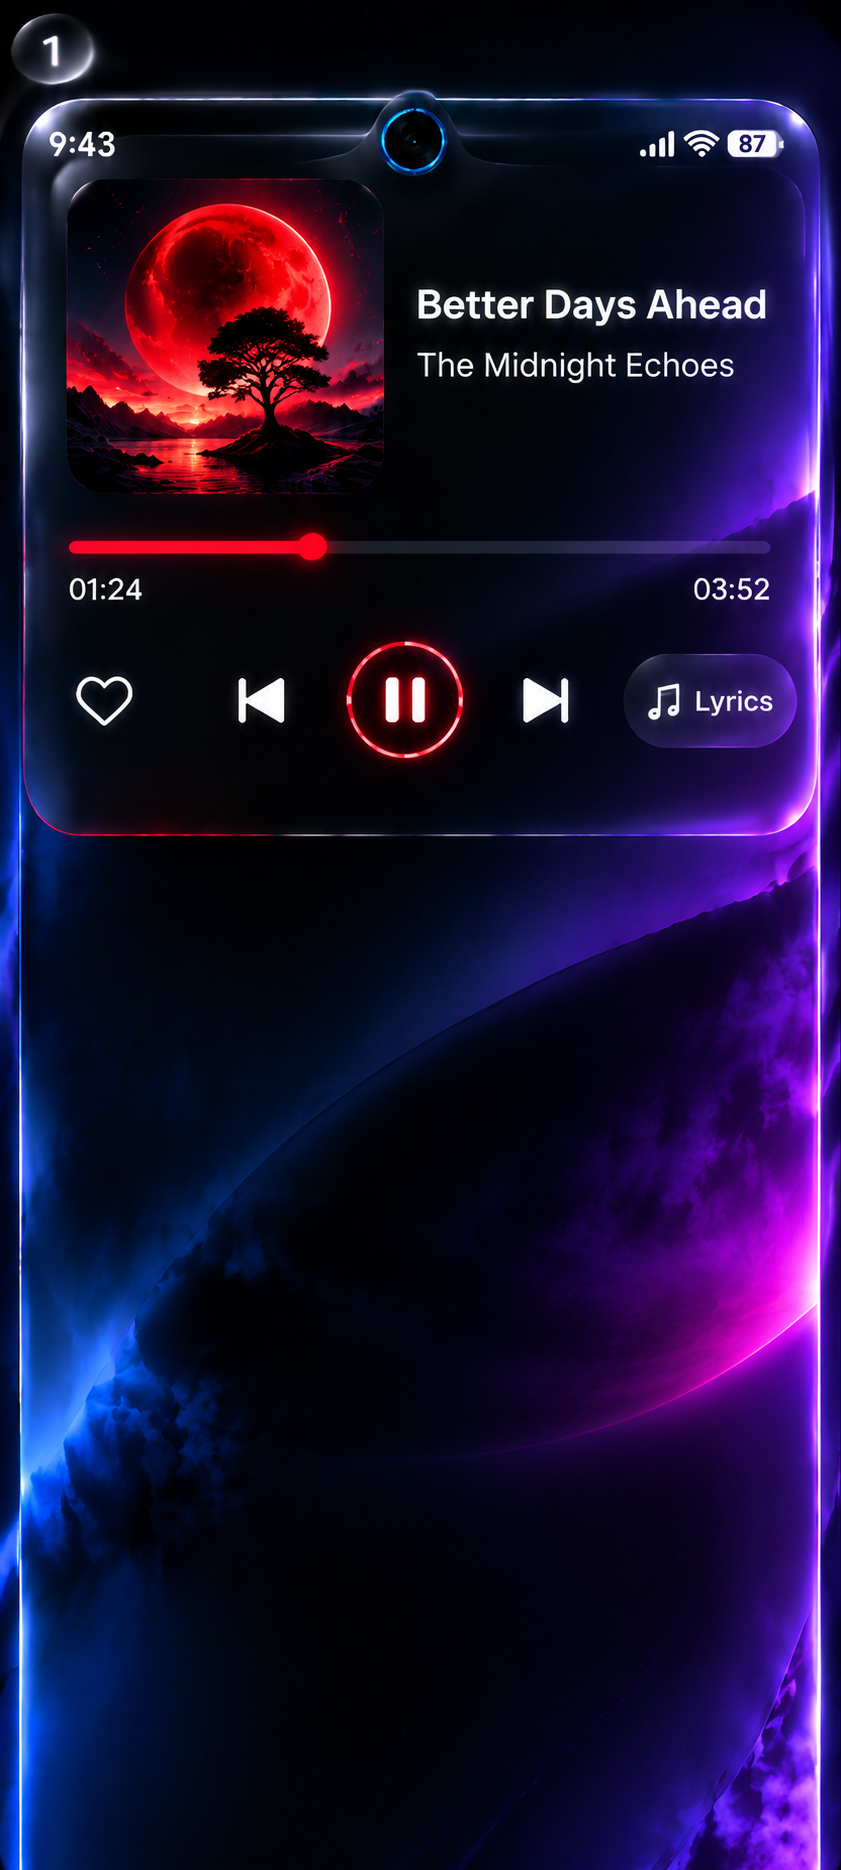 1
9:43
87
Better Days Ahead
The Midnight Echoes
01:24
03:52
Lyrics